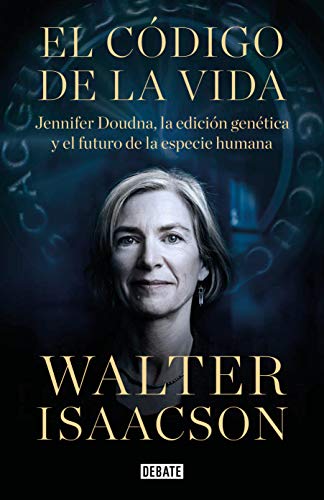 EL CÓDIGO
DE LA VIDA
Jennifer Doudna, la edición genética
y el futuro de la especie humana
WALTER
ISAACSON
DEBATE